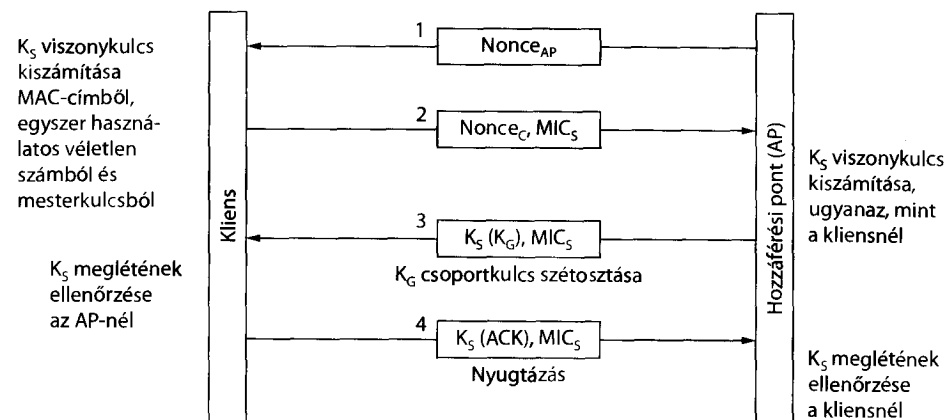 K_S viszonykulcs
kiszámítása
MAC-címből,
egyszer haszná-
latos véletlen
számból és
mesterkulcsból
K_S meglétének
ellenőrzése
az AP-nél
Kliens
1
Nonce_AP
2
Nonce_C, MIC_S
3
K_S (K_G), MIC_S
K_G csoportkulcs szétosztása
4
K_S (ACK), MIC_S
Nyugtázás
Hozzáférési pont (AP)
K_S viszonykulcs
kiszámítása,
ugyanaz, mint
a kliensnél
K_S meglétének
ellenőrzése
a kliensnél